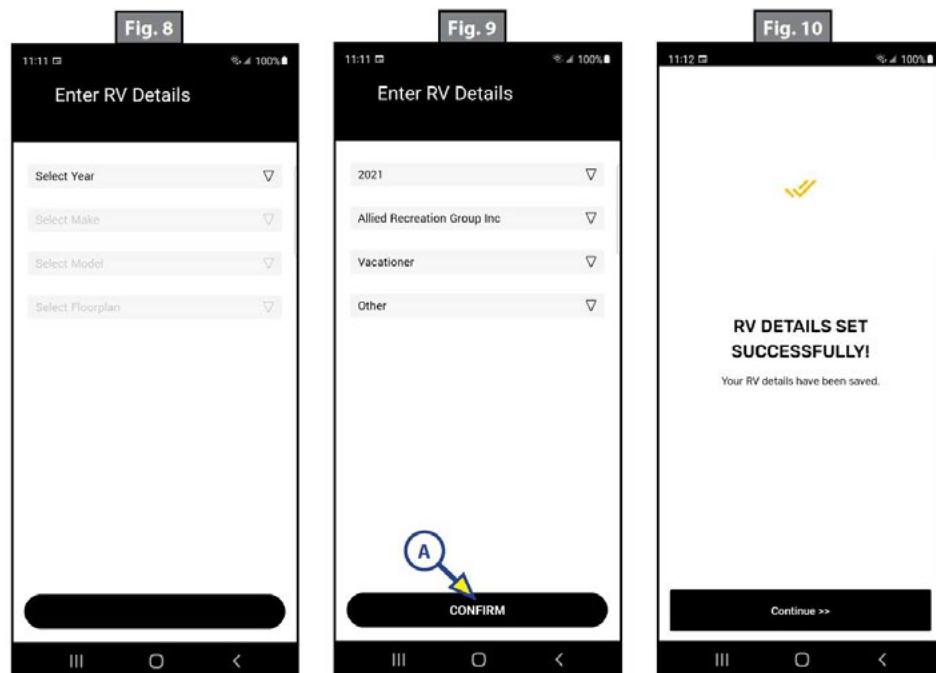 Fig. 8
11:11 100%
Enter RV Details
Select Year
Select Make
Select Model
Select Floorplan
Fig. 9
11:11 100%
Enter RV Details
2021
Allied Recreation Group Inc
Vacationer
Other
A
CONFIRM
Fig. 10
11:12 100%
RV DETAILS SET
SUCCESSFULLY!
Your RV details have been saved.
Continue >>